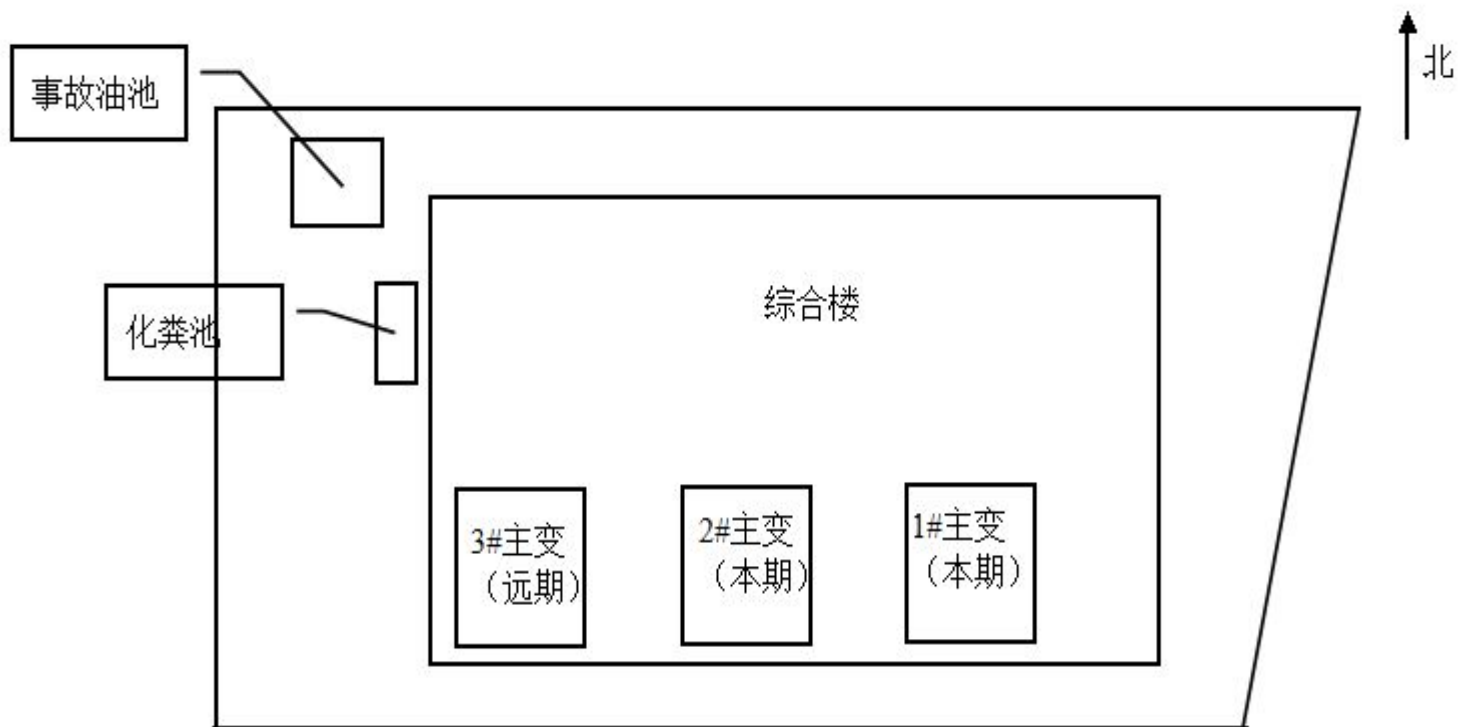 北
事故油池
综合楼
化粪池
3#主变
（远期）
2#主变
（本期）
1#主变
（本期）